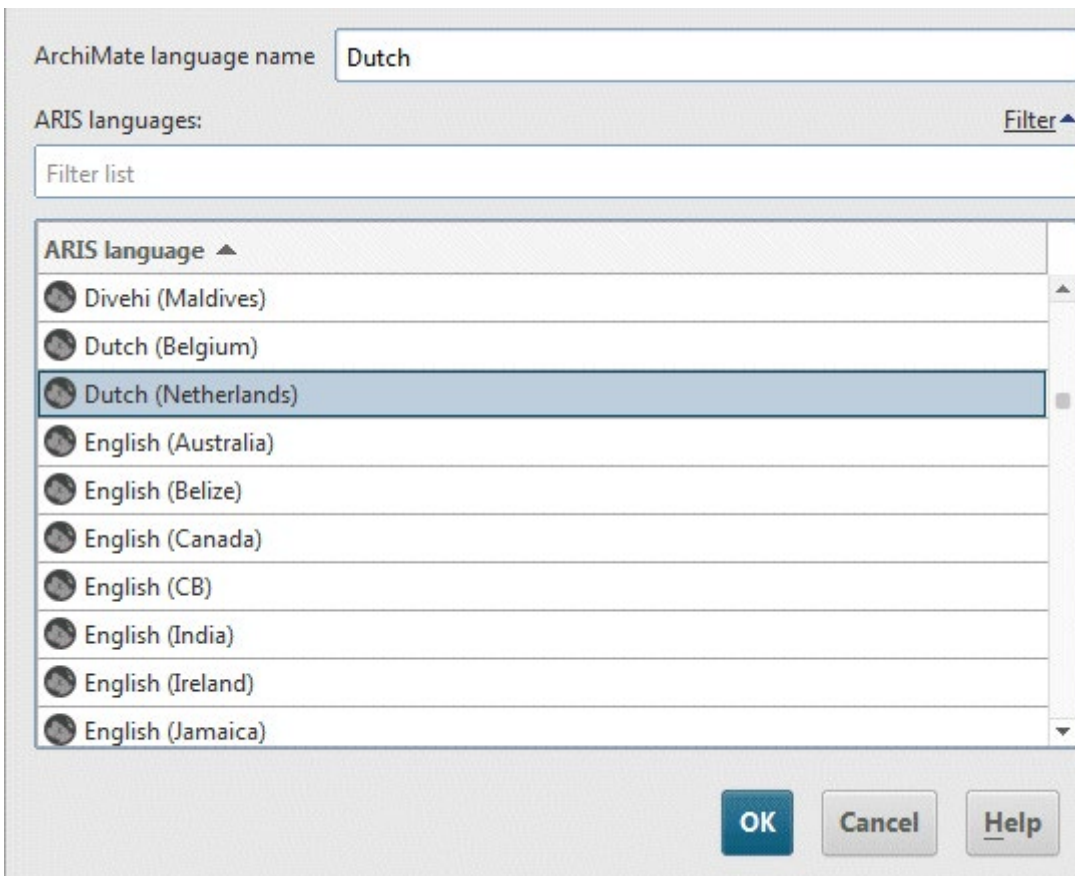 ArchiMate language name Dutch
ARIS languages: Filter
Filter list
ARIS language
Divehi (Maldives)
Dutch (Belgium)
Dutch (Netherlands)
English (Australia)
English (Belize)
English (Canada)
English (CB)
English (India)
English (Ireland)
English (Jamaica)
OK Cancel Help